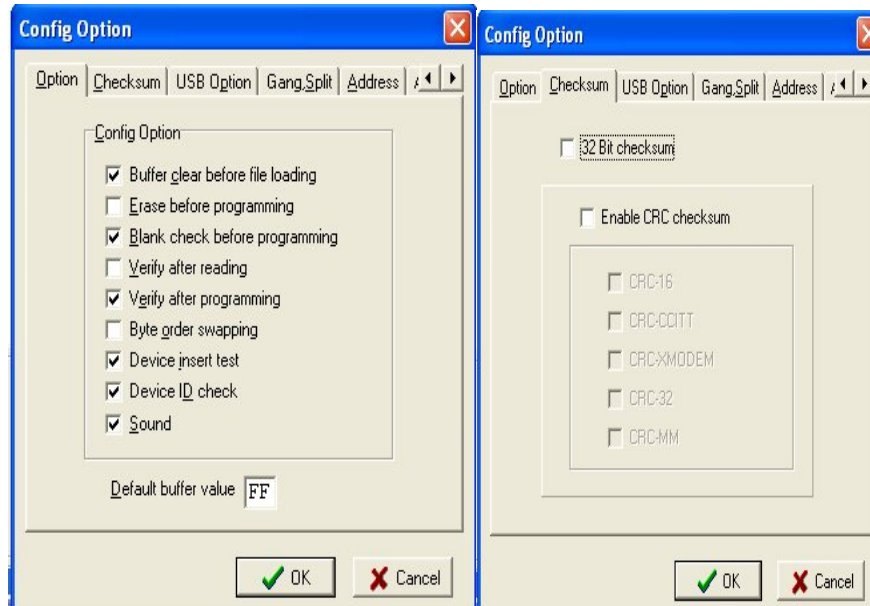 Config Option
Option Checksum USB Option Gang,Split Address
Config Option
Buffer clear before file loading
Erase before programming
Blank check before programming
Verify after reading
Verify after programming
Byte order swapping
Device insert test
Device ID check
Sound
Default buffer value FF
OK Cancel
Config Option
Option Checksum USB Option Gang,Split Address
32 Bit checksum
Enable CRC checksum
CRC-16
CRC-CCITT
CRC-XMODEM
CRC-32
CRC-MM
OK Cancel